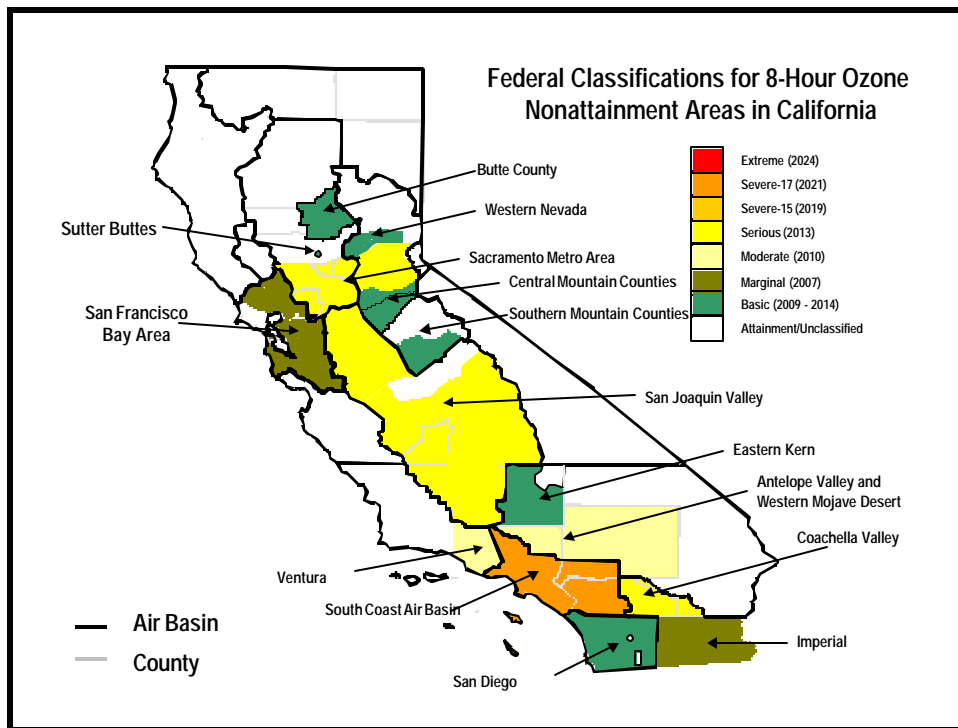 Federal Classifications for 8-Hour Ozone
Nonattainment Areas in California
Extreme (2024)
Severe-17 (2021)
Severe-15 (2019)
Serious (2013)
Moderate (2010)
Marginal (2007)
Basic (2009 - 2014)
Attainment/Unclassified
Butte County
Western Nevada
Sutter Buttes
Sacramento Metro Area
Central Mountain Counties
San Francisco
Bay Area
Southern Mountain Counties
San Joaquin Valley
Eastern Kern
Antelope Valley and
Western Mojave Desert
Coachella Valley
Ventura
South Coast Air Basin
Imperial
San Diego
Air Basin
County